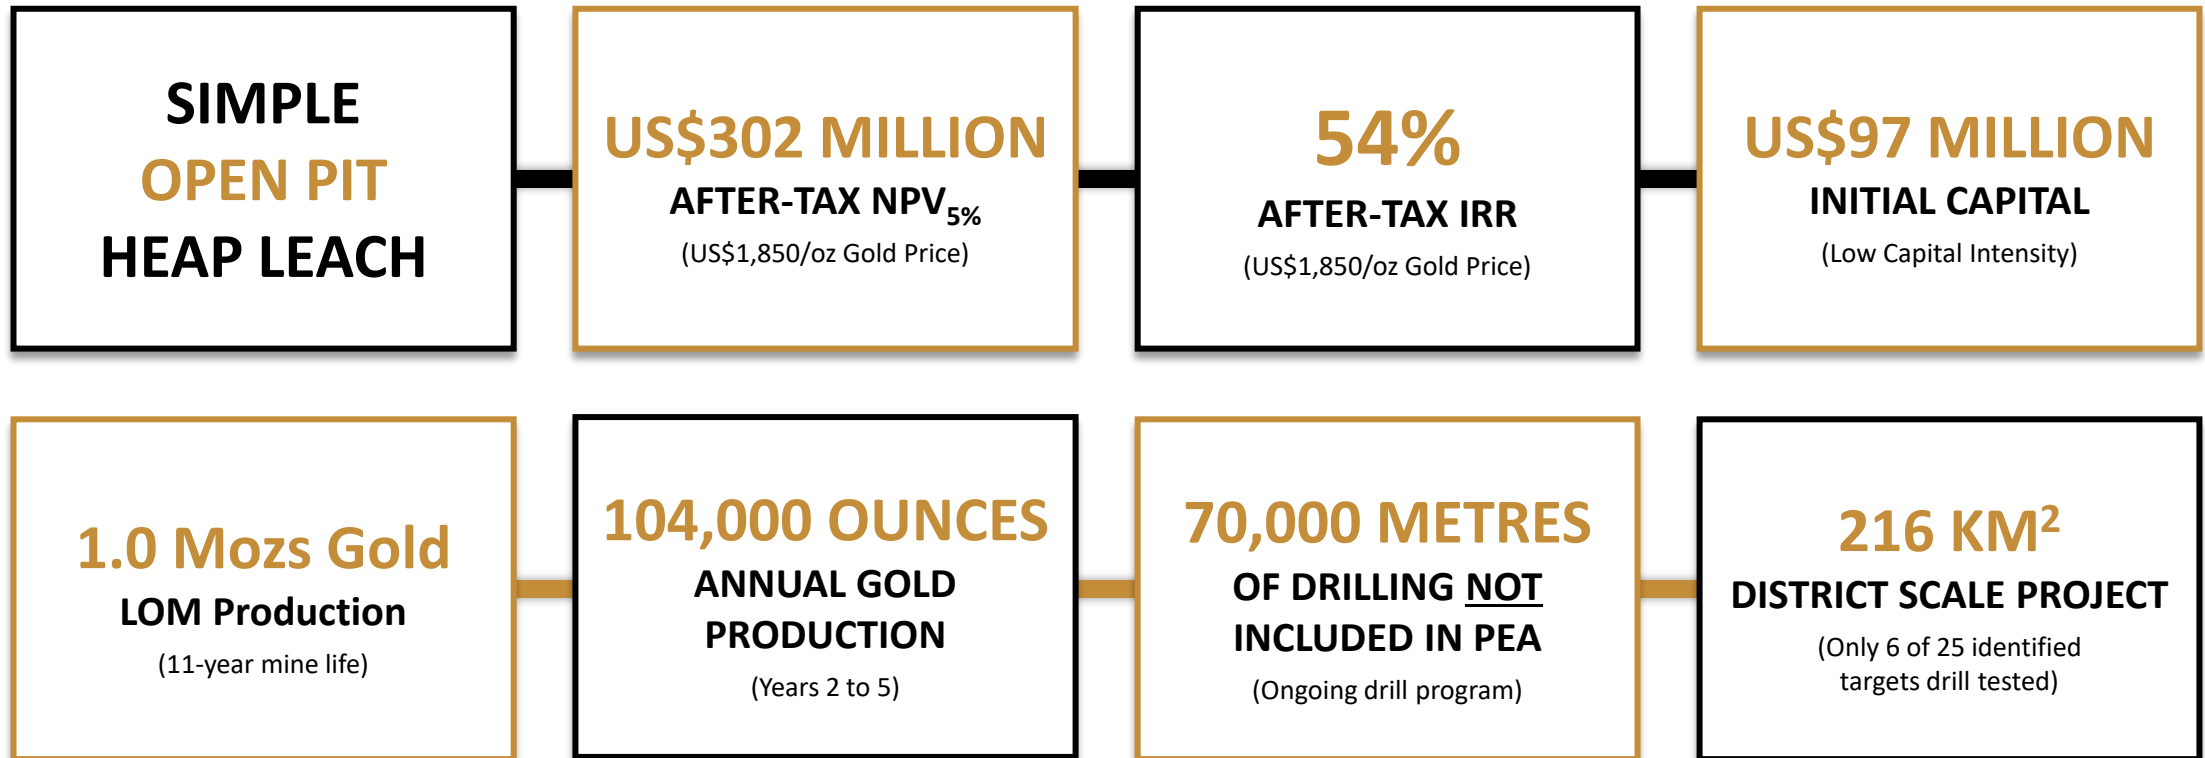 SIMPLE
OPEN PIT
HEAP LEACH
US$302 MILLION
AFTER-TAX NPV5%
(US$1,850/oz Gold Price)
54%
AFTER-TAX IRR
(US$1,850/oz Gold Price)
US$97 MILLION
INITIAL CAPITAL
(Low Capital Intensity)
1.0 Mozs Gold
LOM Production
(11-year mine life)
104,000 OUNCES
ANNUAL GOLD
PRODUCTION
(Years 2 to 5)
70,000 METRES
OF DRILLING NOT
INCLUDED IN PEA
(Ongoing drill program)
216 KM²
DISTRICT SCALE PROJECT
(Only 6 of 25 identified
targets drill tested)